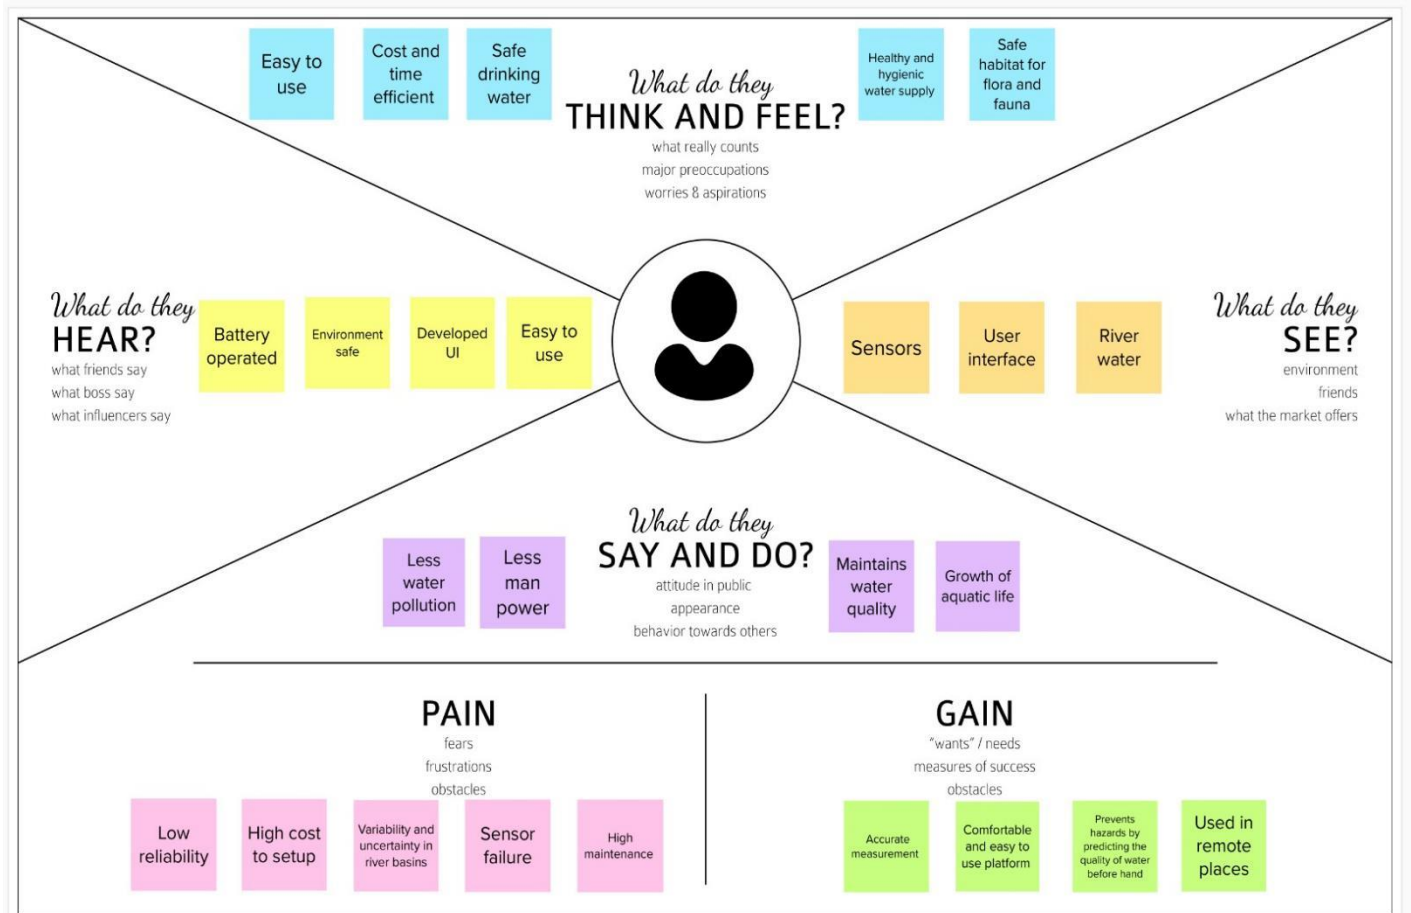 Easy to
use
Cost and
time
efficient
Safe
drinking
water
What do they
THINK AND FEEL?
what really counts
major preoccupations
worries & aspirations
Healthy and
hygienic
water supply
Safe
habitat for
flora and
fauna
What do they
HEAR?
what friends say
what boss say
what influencers say
Battery
operated
Environment
safe
Developed
UI
Easy to
use
Sensors
User
interface
River
water
What do they
SEE?
environment
friends
what the market offers
Less
water
pollution
Less
man
power
What do they
SAY AND DO?
attitude in public
appearance
behavior towards others
Maintains
water
quality
Growth of
aquatic life
PAIN
fears
frustrations
obstacles
Low
reliability
High cost
to setup
Variability and
uncertainty in
river basins
Sensor
failure
High
maintenance
GAIN
"wants" / needs
measures of success
obstacles
Accurate
measurement
Comfortable
and easy to
use platform
Prevents
hazards by
predicting the
quality of water
before hand
Used in
remote
places